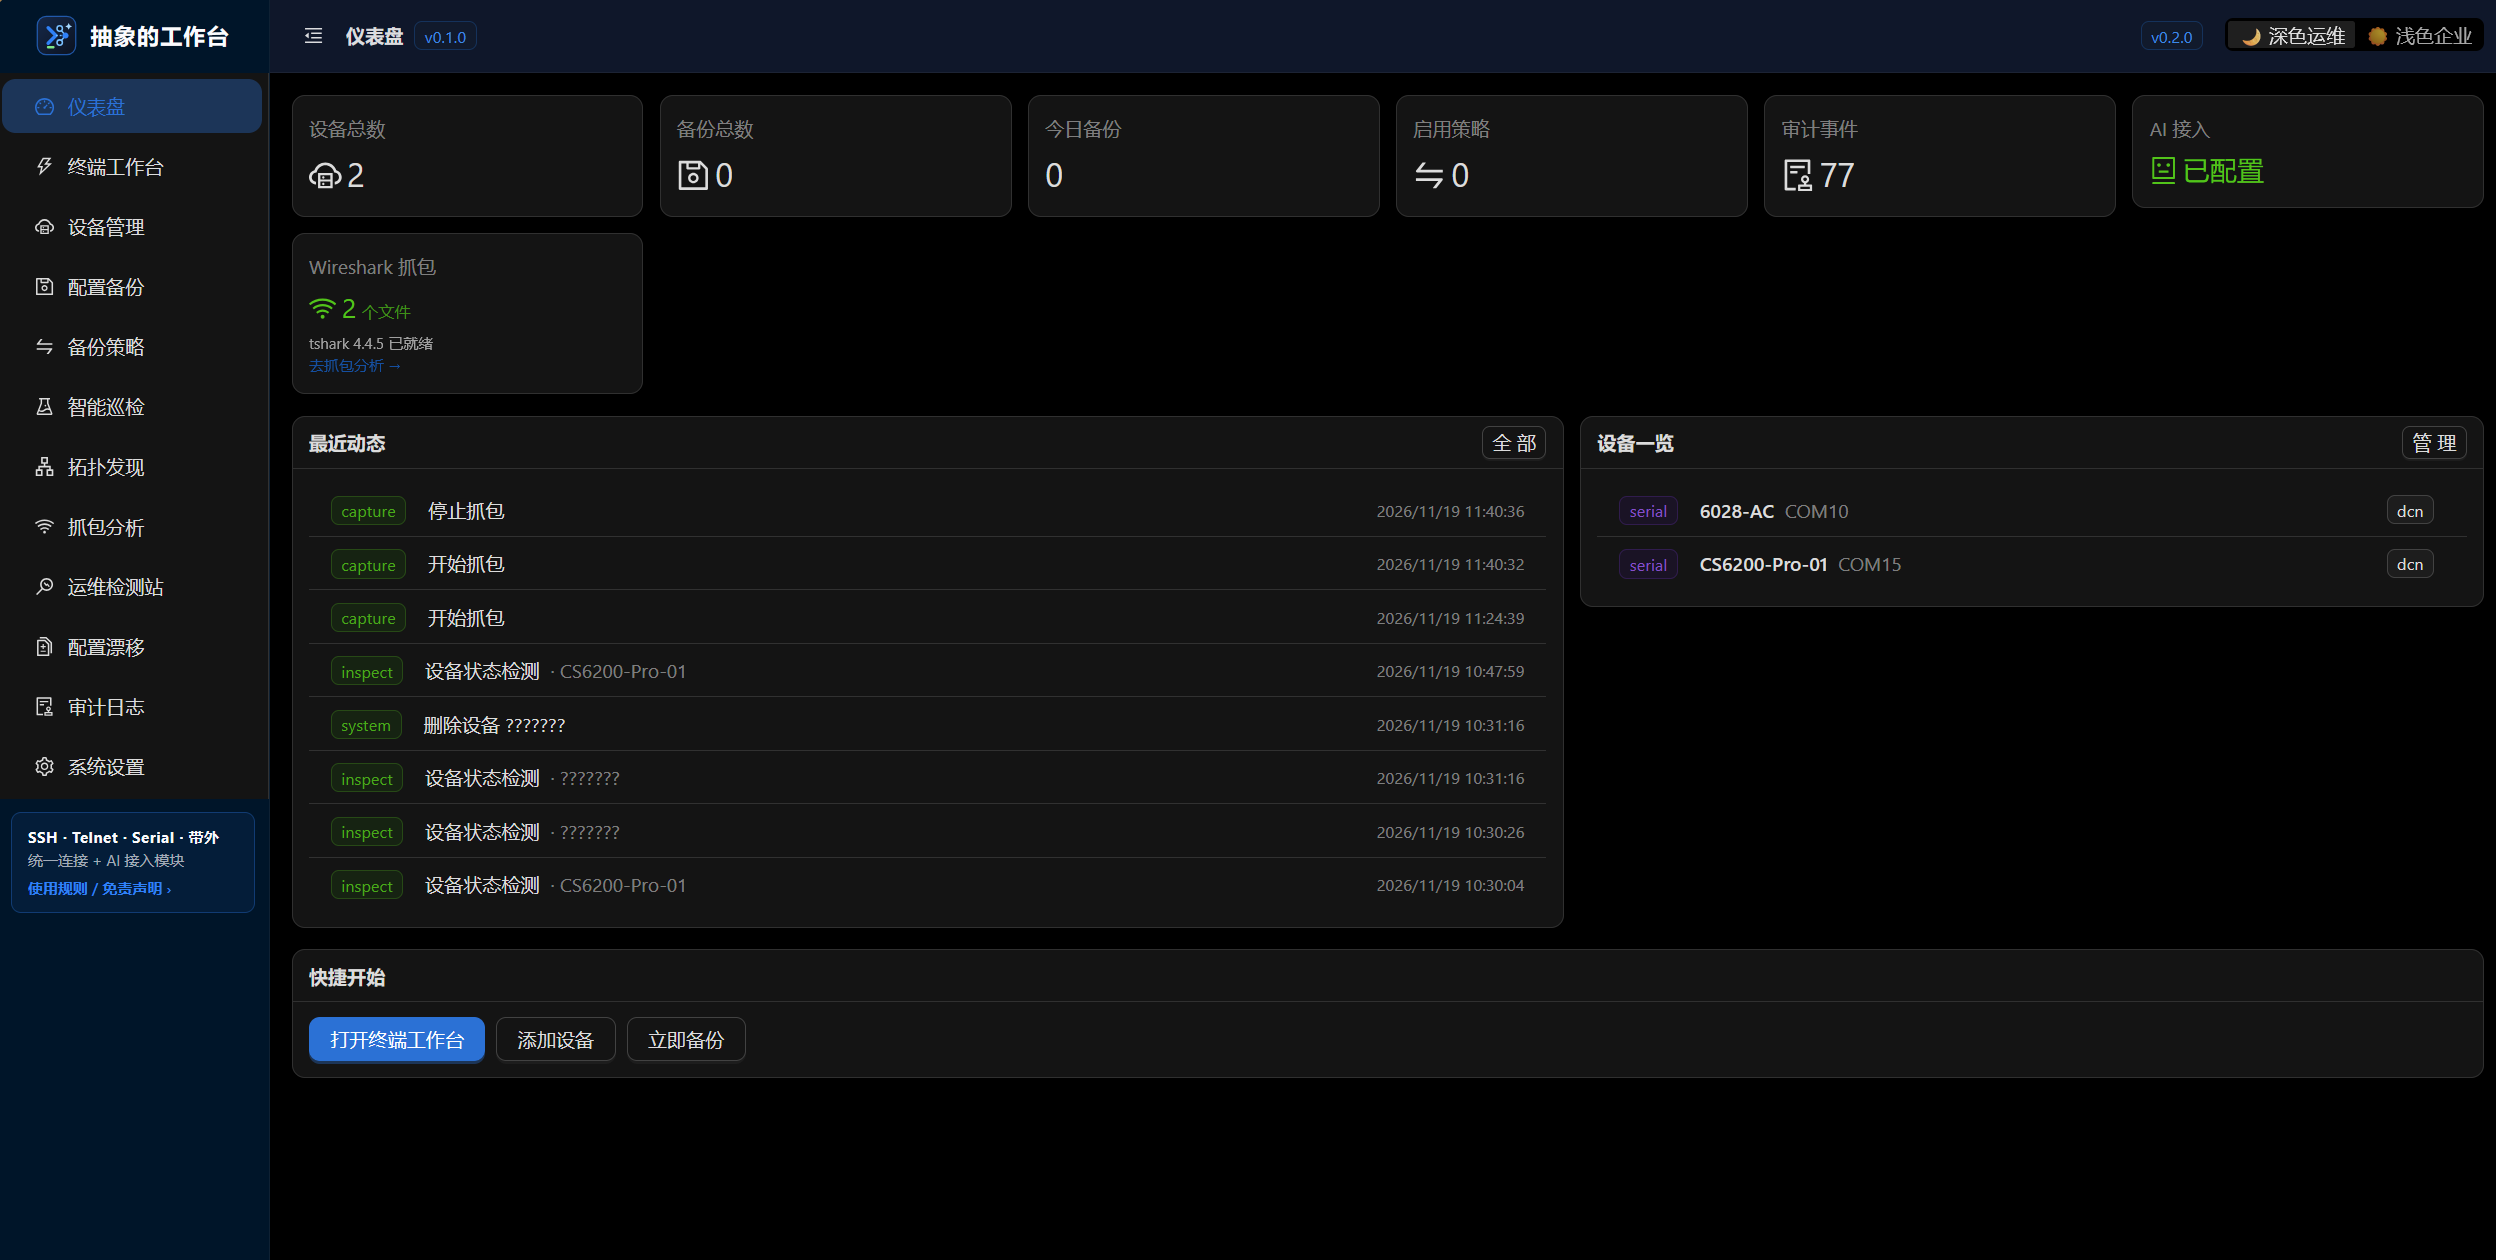 抽象的工作台
仪表盘 v0.1.0
v0.2.0 深色运维 浅色企业
仪表盘
终端工作台
设备管理
配置备份
备份策略
智能巡检
拓扑发现
抓包分析
运维检测站
配置漂移
审计日志
系统设置
SSH · Telnet · Serial · 带外
统一连接 + AI 接入模块
使用规则 / 免责声明 ›
设备总数
2
备份总数
0
今日备份
0
启用策略
0
审计事件
77
AI 接入
已配置
Wireshark 抓包
2 个文件
tshark 4.4.5 已就绪
去抓包分析 →
最近动态 全 部
capture 停止抓包 2026/11/19 11:40:36
capture 开始抓包 2026/11/19 11:40:32
capture 开始抓包 2026/11/19 11:24:39
inspect 设备状态检测 · CS6200-Pro-01 2026/11/19 10:47:59
system 删除设备 ??????? 2026/11/19 10:31:16
inspect 设备状态检测 · ??????? 2026/11/19 10:31:16
inspect 设备状态检测 · ??????? 2026/11/19 10:30:26
inspect 设备状态检测 · CS6200-Pro-01 2026/11/19 10:30:04
设备一览 管 理
serial 6028-AC COM10 dcn
serial CS6200-Pro-01 COM15 dcn
快捷开始
打开终端工作台 添加设备 立即备份